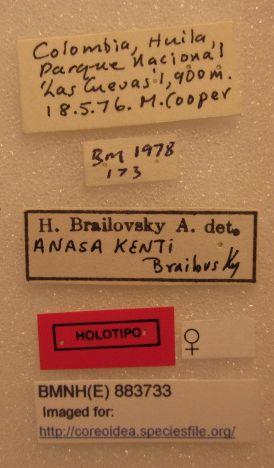 Colombia, Huila,
Parque Nacional
'Las Cuevas' 1,900m.
18.5.76. M. Cooper
BM 1978
173
H. Brailovsky A. det.
ANASA KENTI
Brailovsky
HOLOTIPO
♀
BMNH(E) 883733
Imaged for:
http://coreoidea.speciesfile.org/